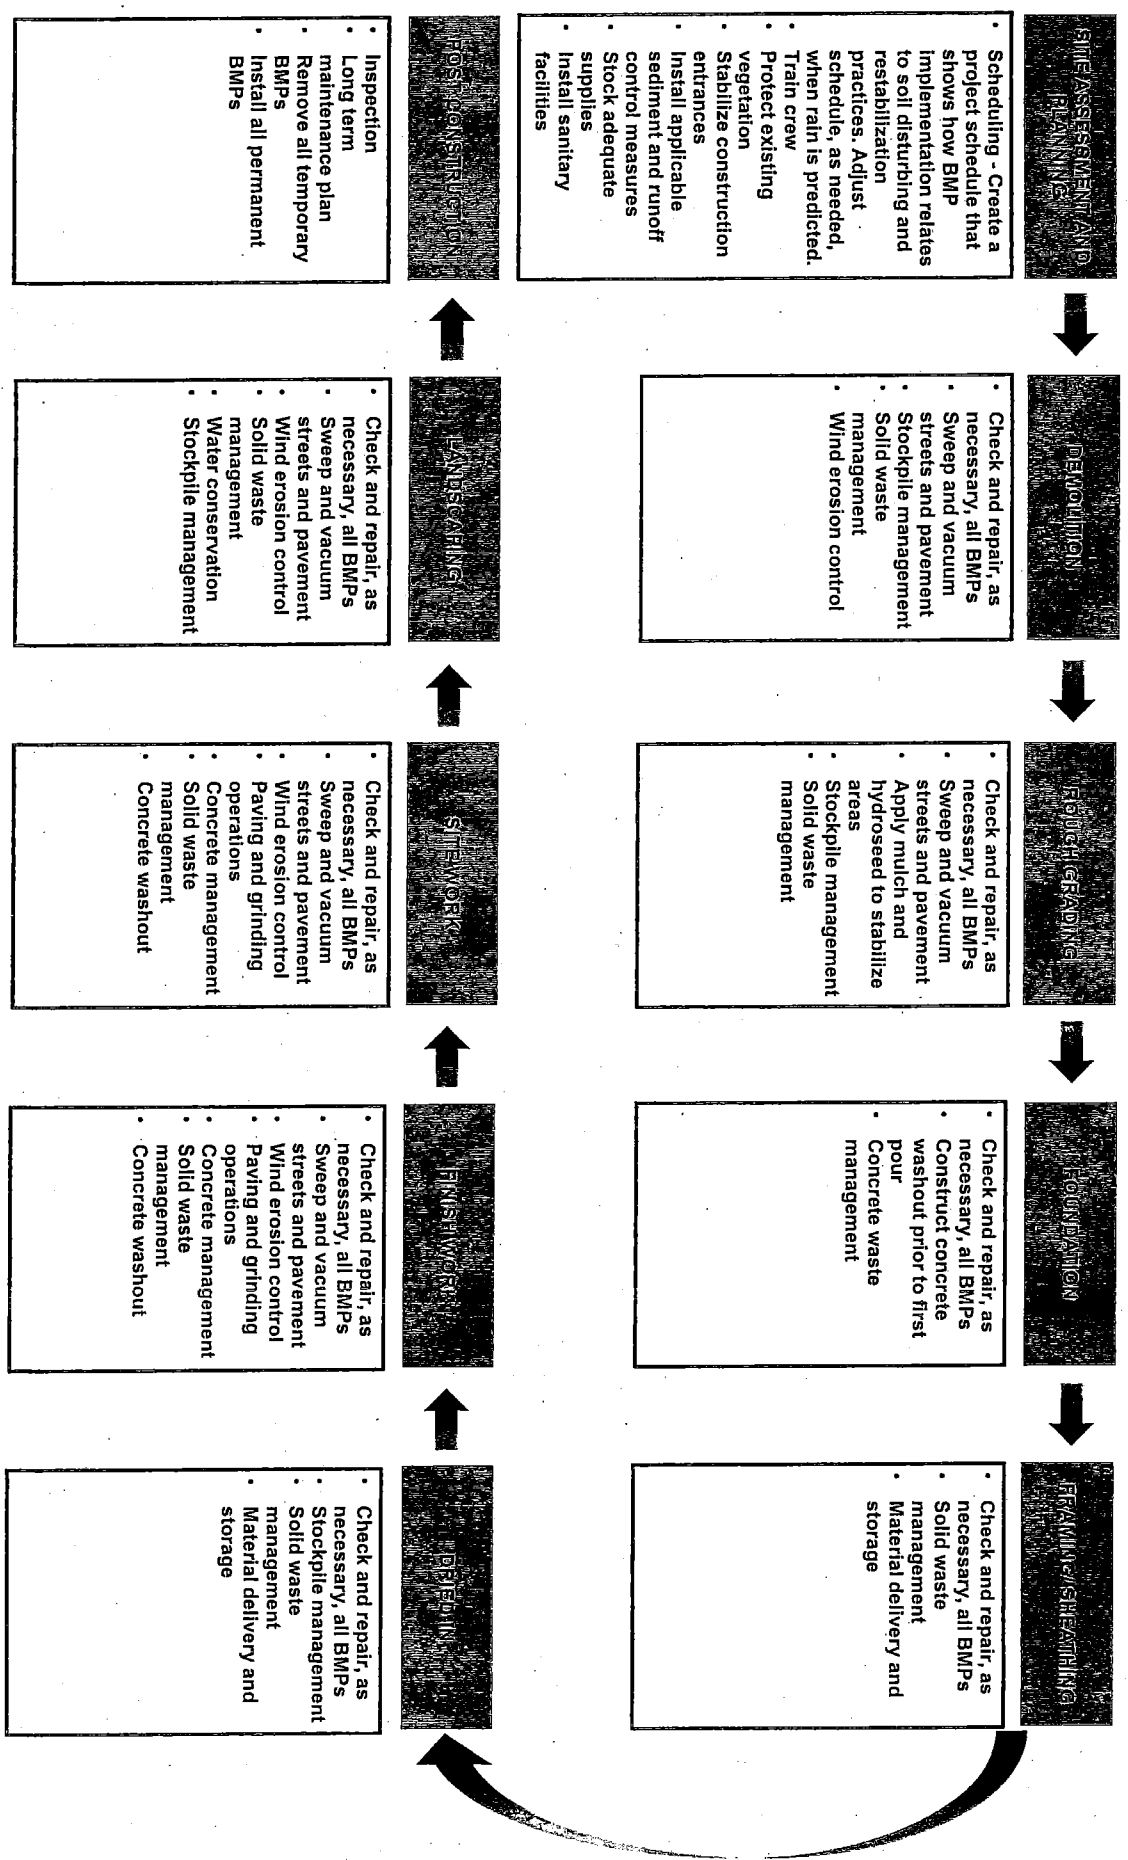 SITE ASSESSMENT AND
PLANNING
• Scheduling - Create a
project schedule that
shows how BMP
implementation relates
to soil disturbing and
restabilization
practices. Adjust
schedule, as needed,
when rain is predicted.
• Train crew
• Protect existing
vegetation
• Stabilize construction
entrances
• Install applicable
sediment and runoff
control measures
• Stock adequate
supplies
• Install sanitary
facilities
DEMOLITION
• Check and repair, as
necessary, all BMPs
• Sweep and vacuum
streets and pavement
• Stockpile management
• Solid waste
management
• Wind erosion control
ROUGH GRADING
• Check and repair, as
necessary, all BMPs
• Sweep and vacuum
streets and pavement
• Apply mulch and
hydroseed to stabilize
areas
• Stockpile management
• Solid waste
management
FOUNDATION
• Check and repair, as
necessary, all BMPs
• Construct concrete
washout prior to first
pour
• Concrete waste
management
FRAMING/SHEATHING
• Check and repair, as
necessary, all BMPs
• Solid waste
management
• Material delivery and
storage
DRIED IN
• Check and repair, as
necessary, all BMPs
• Stockpile management
• Solid waste
management
• Material delivery and
storage
FINISH WORK
• Check and repair, as
necessary, all BMPs
• Sweep and vacuum
streets and pavement
• Wind erosion control
• Paving and grinding
operations
• Concrete management
• Solid waste
management
• Concrete washout
SITEWORK
• Check and repair, as
necessary, all BMPs
• Sweep and vacuum
streets and pavement
• Wind erosion control
• Paving and grinding
operations
• Concrete management
• Solid waste
management
• Concrete washout
LANDSCAPING
• Check and repair, as
necessary, all BMPs
• Sweep and vacuum
streets and pavement
• Wind erosion control
• Solid waste
management
• Water conservation
• Stockpile management
POST CONSTRUCTION
• Inspection
• Long term
maintenance plan
• Remove all temporary
BMPs
• Install all permanent
BMPs